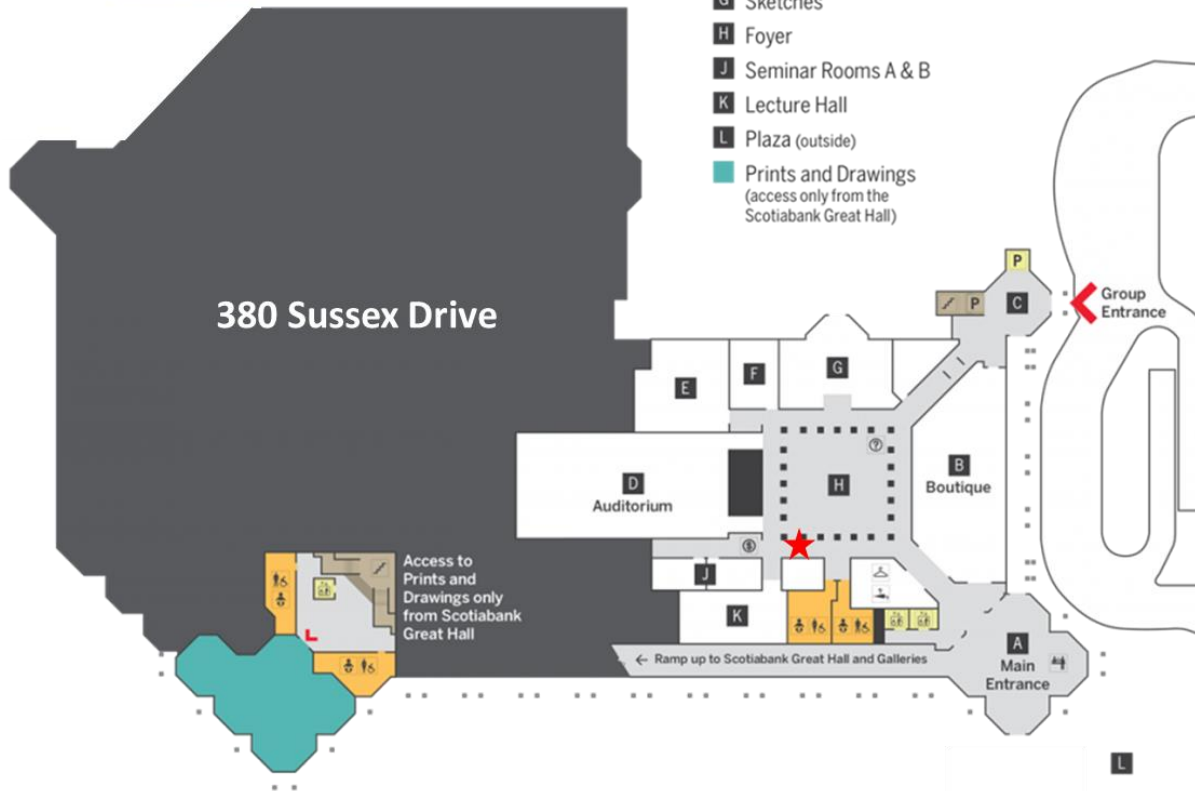 G Sketches
H Foyer
J Seminar Rooms A & B
K Lecture Hall
L Plaza (outside)
Prints and Drawings
(access only from the
Scotiabank Great Hall)
380 Sussex Drive
P
P
C
Group
Entrance
E
F
G
B
Boutique
D
Auditorium
H
?
$
J
K
Access to
Prints and
Drawings only
from Scotiabank
Great Hall
L
← Ramp up to Scotiabank Great Hall and Galleries
A
Main
Entrance
L